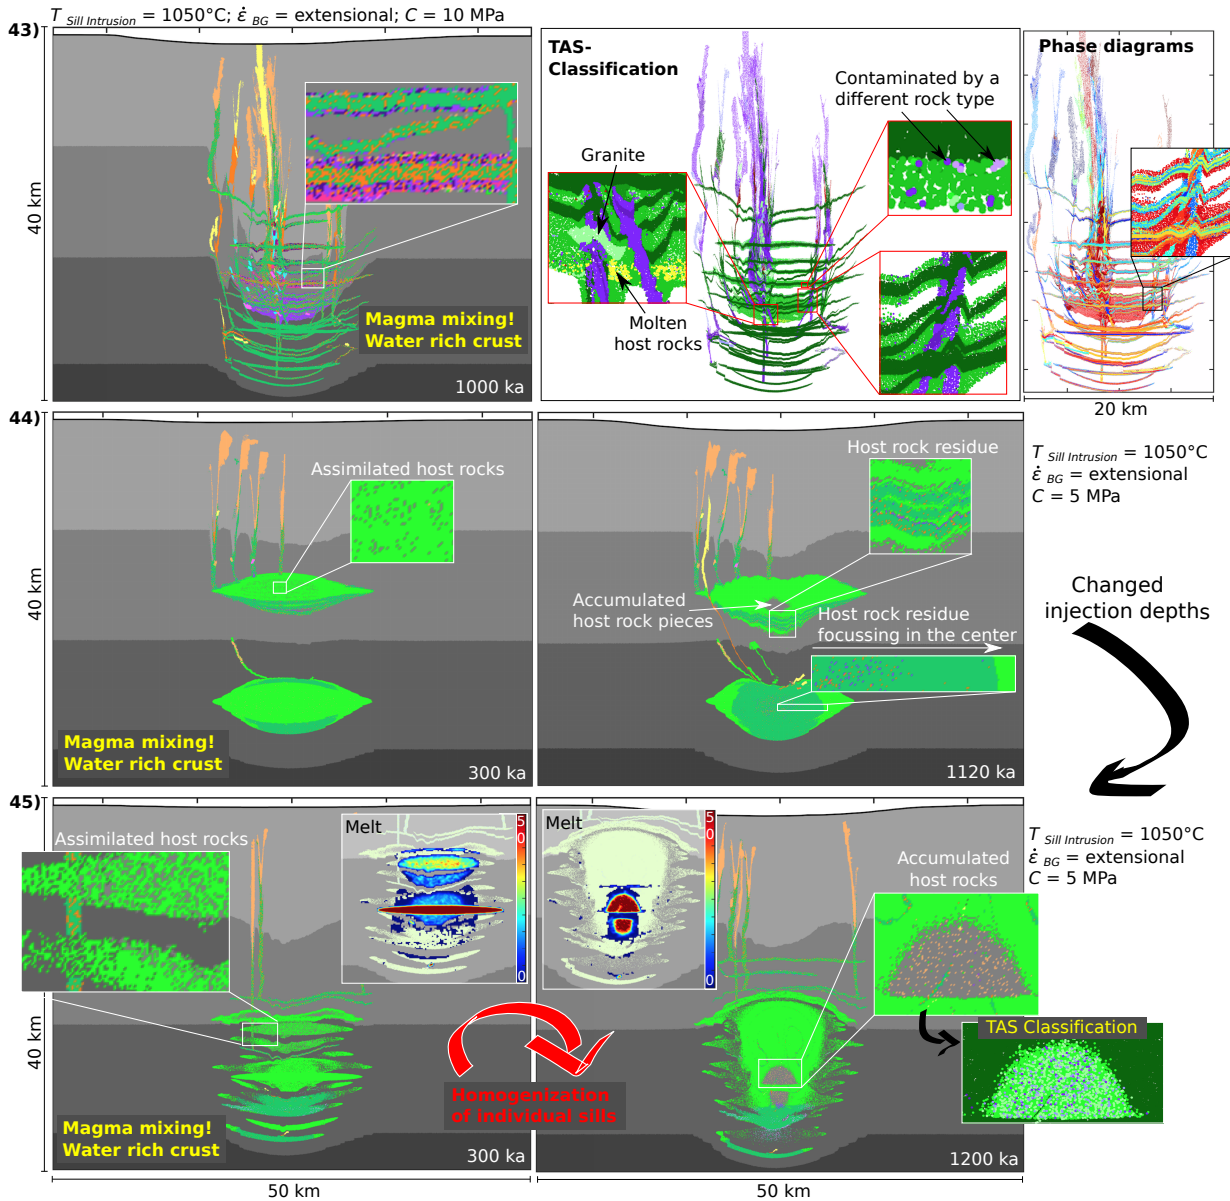 T Sill Intrusion = 1050°C; ε̇ BG = extensional; C = 10 MPa
43)
40 km
Magma mixing!
Water rich crust
1000 ka
TAS-
Classification
Contaminated by a
different rock type
Granite
Molten
host rocks
Phase diagrams
20 km
44)
40 km
Assimilated host rocks
Magma mixing!
Water rich crust
300 ka
Host rock residue
Accumulated
host rock pieces
Host rock residue
focussing in the center
1120 ka
T Sill Intrusion = 1050°C
ε̇ BG = extensional
C = 5 MPa
Changed
injection depths
45)
40 km
Assimilated host rocks
Melt
50
0
Magma mixing!
Water rich crust
300 ka
50 km
Homogenization
of individual sills
Melt
50
0
Accumulated
host rocks
TAS Classification
1200 ka
50 km
T Sill Intrusion = 1050°C
ε̇ BG = extensional
C = 5 MPa